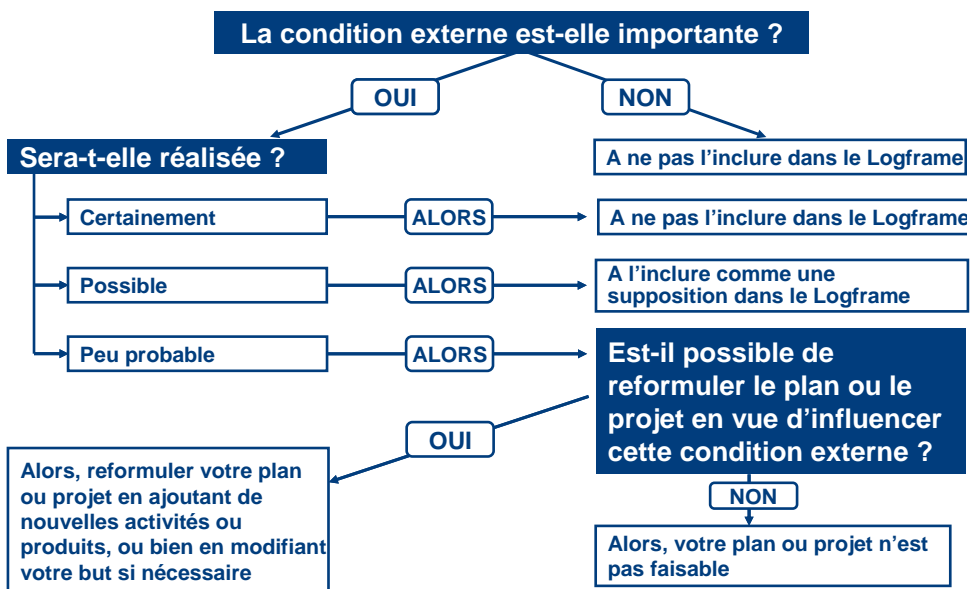 La condition externe est-elle importante ?
OUI
NON
Sera-t-elle réalisée ?
A ne pas l’inclure dans le Logframe
Certainement
ALORS
A ne pas l’inclure dans le Logframe
Possible
ALORS
A l’inclure comme une
supposition dans le Logframe
Peu probable
ALORS
Est-il possible de
reformuler le plan ou le
projet en vue d’influencer
cette condition externe ?
OUI
Alors, reformuler votre plan
ou projet en ajoutant de
nouvelles activités ou
produits, ou bien en modifiant
votre but si nécessaire
NON
Alors, votre plan ou projet n’est
pas faisable